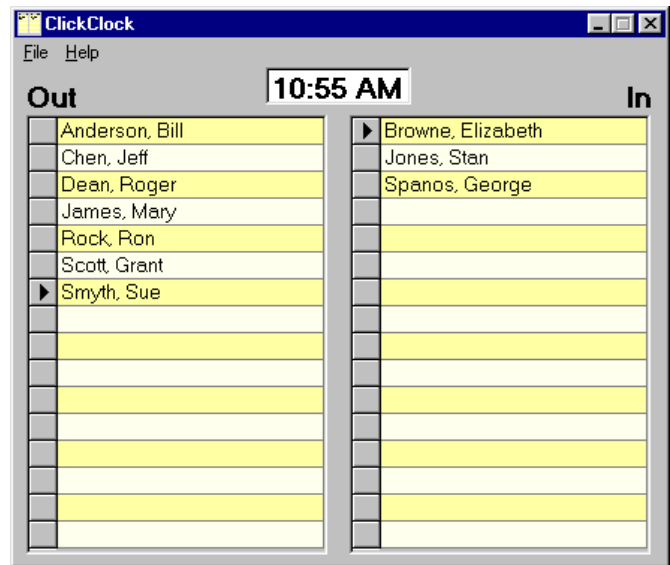 ClickClock
File Help
10:55 AM
Out
In
Anderson, Bill
Chen, Jeff
Dean, Roger
James, Mary
Rock, Ron
Scott, Grant
Smyth, Sue
Browne, Elizabeth
Jones, Stan
Spanos, George